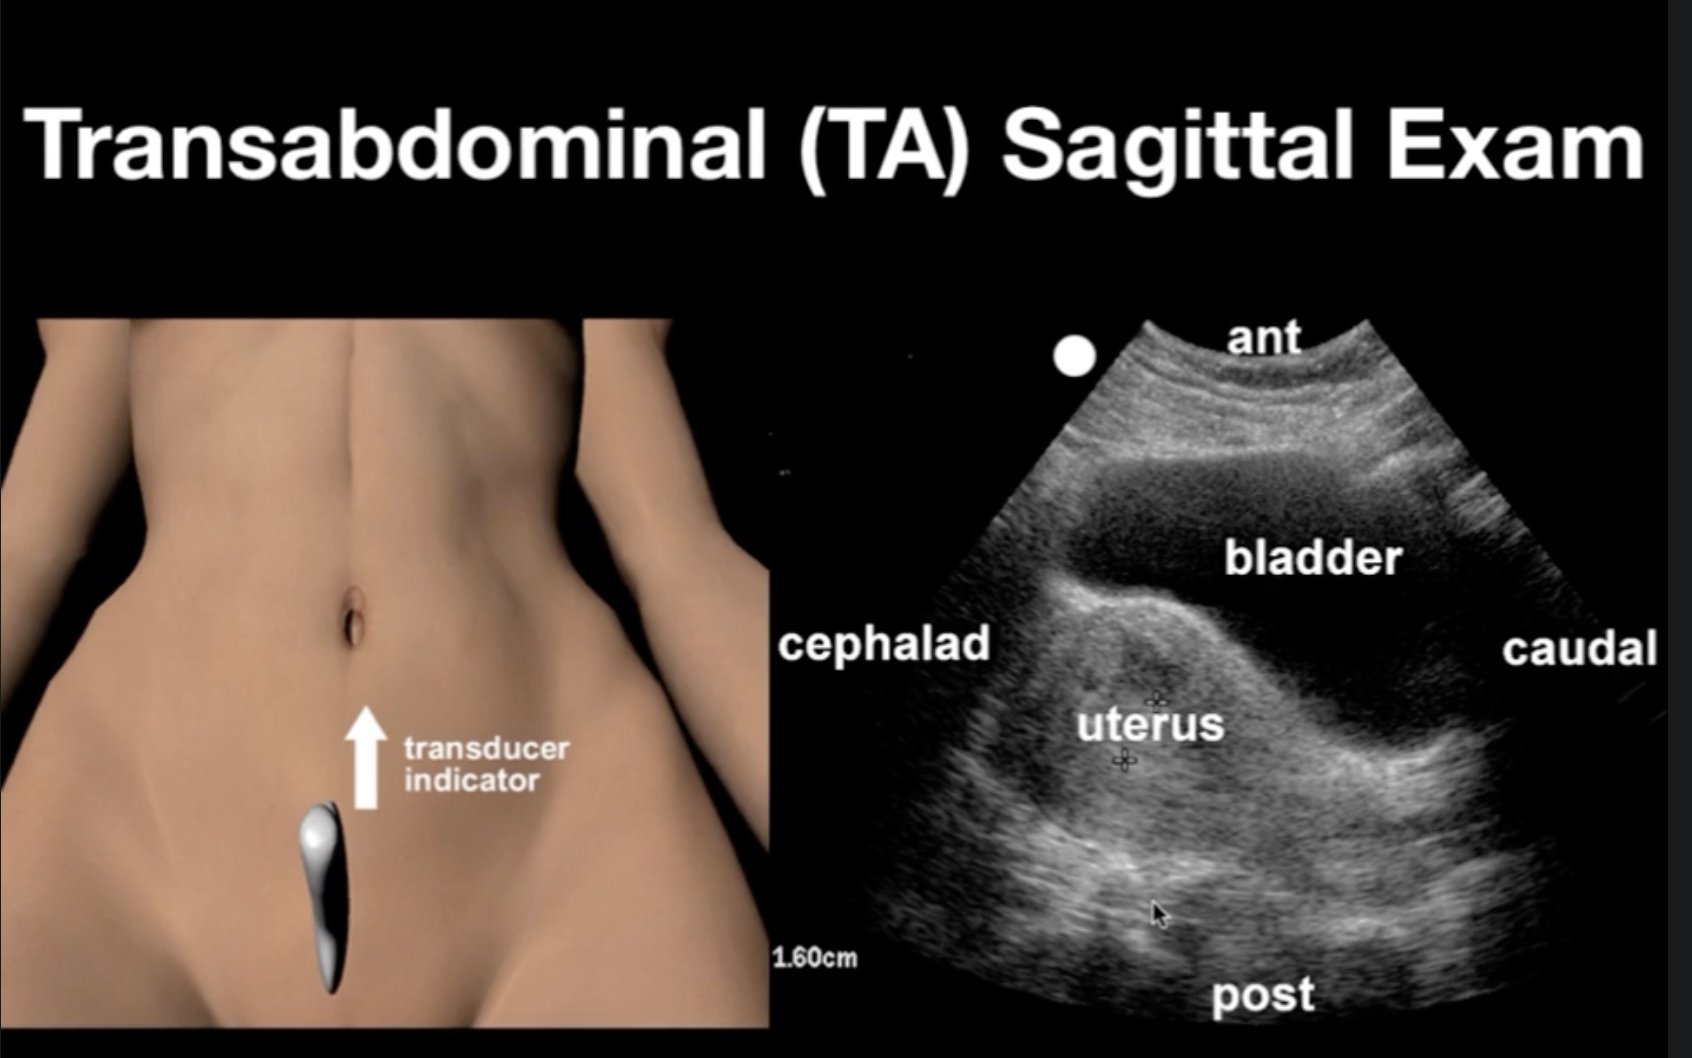 Transabdominal (TA) Sagittal Exam
ant
bladder
cephalad
caudal
uterus
transducer
indicator
1.60cm
post